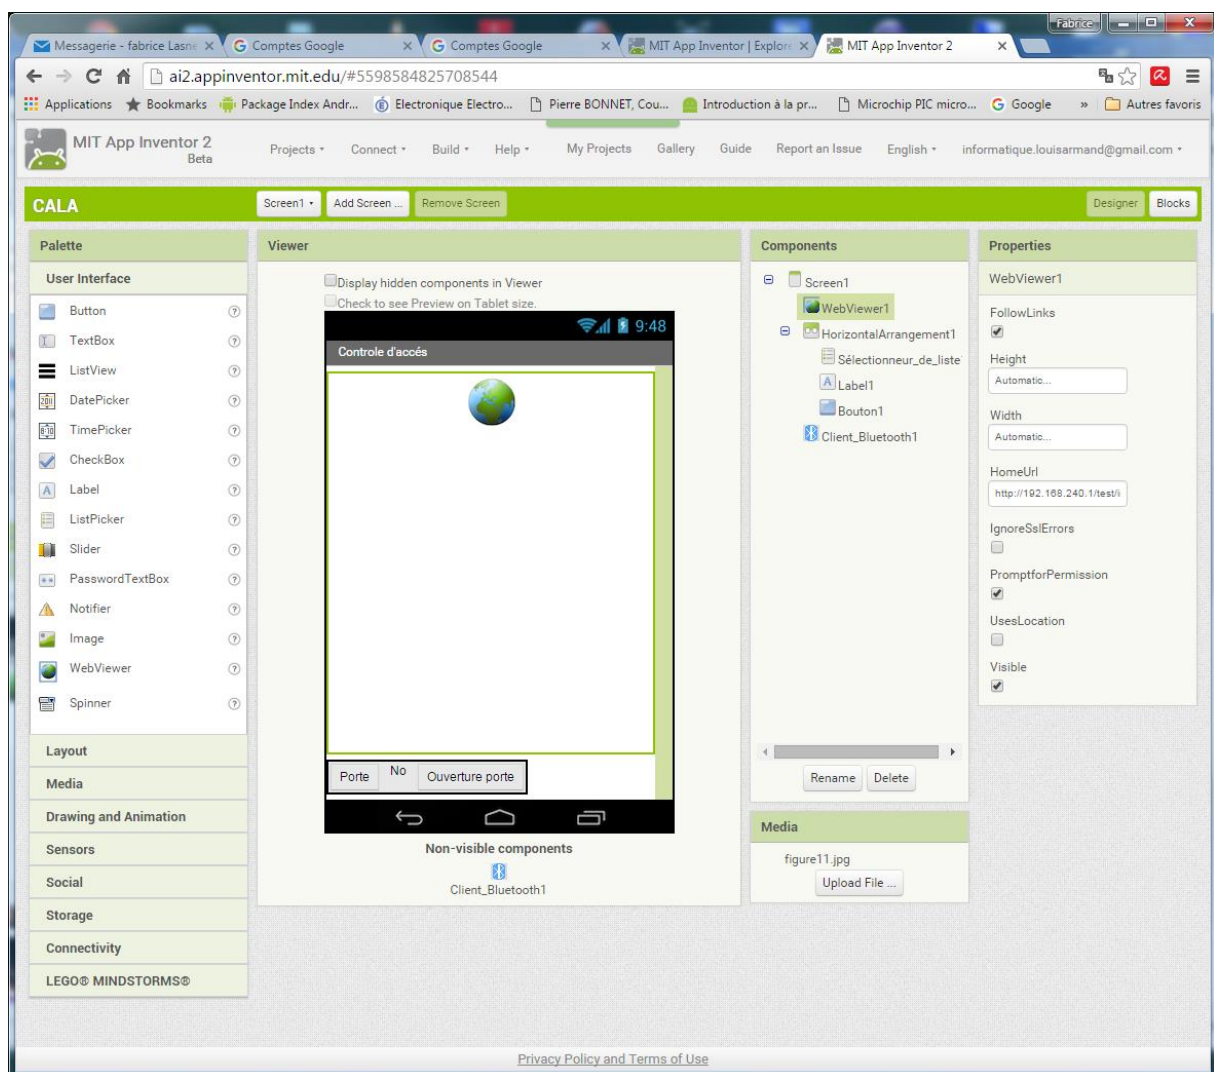 Fabrice
Messagerie - fabrice Lasne
Comptes Google
Comptes Google
MIT App Inventor | Explore
MIT App Inventor 2
ai2.appinventor.mit.edu/#5598584825708544
Applications Bookmarks Package Index Andr... Electronique Electro... Pierre BONNET, Cou... Introduction à la pr... Microchip PIC micro... Google » Autres favoris
MIT App Inventor 2
Beta
Projects Connect Build Help My Projects Gallery Guide Report an Issue English informatique.louisarmand@gmail.com
CALA Screen1 Add Screen ... Remove Screen Designer Blocks
Palette
User Interface
Button
TextBox
ListView
DatePicker
TimePicker
CheckBox
Label
ListPicker
Slider
PasswordTextBox
Notifier
Image
WebViewer
Spinner
Layout
Media
Drawing and Animation
Sensors
Social
Storage
Connectivity
LEGO® MINDSTORMS®
Viewer
Display hidden components in Viewer
Check to see Preview on Tablet size.
9:48
Controle d'accés
Porte No Ouverture porte
Non-visible components
Client_Bluetooth1
Components
Screen1
WebViewer1
HorizontalArrangement1
Sélectionneur_de_liste
Label1
Bouton1
Client_Bluetooth1
Rename Delete
Media
figure11.jpg
Upload File ...
Properties
WebViewer1
FollowLinks
Height
Automatic...
Width
Automatic...
HomeUrl
http://192.168.240.1/test/i
IgnoreSslErrors
PromptforPermission
UsesLocation
Visible
Privacy Policy and Terms of Use